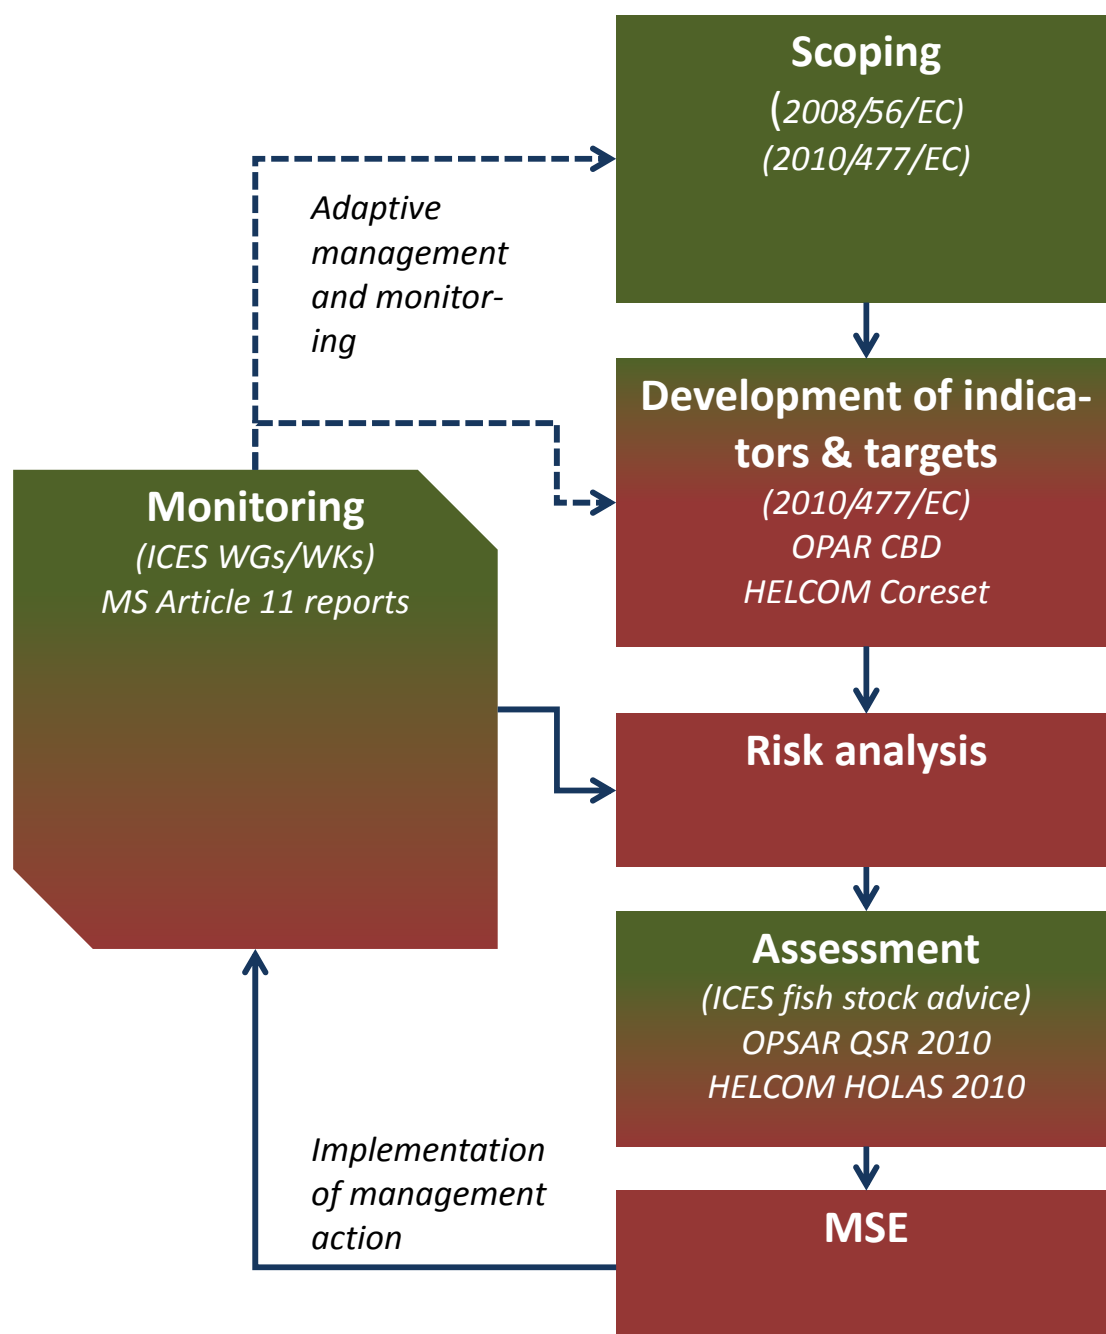 Scoping
(2008/56/EC)
(2010/477/EC)
Adaptive
management
and monitor-
ing
Development of indica-
tors & targets
(2010/477/EC)
OPAR CBD
HELCOM Coreset
Monitoring
(ICES WGs/WKs)
MS Article 11 reports
Risk analysis
Assessment
(ICES fish stock advice)
OPSAR QSR 2010
HELCOM HOLAS 2010
Implementation
of management
action
MSE